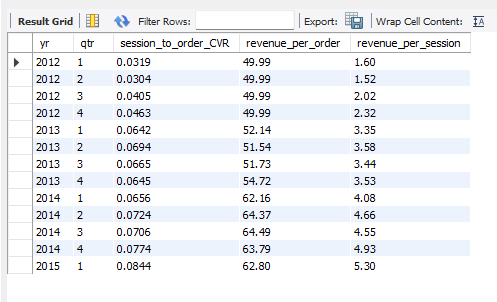 Result Grid Filter Rows: Export: Wrap Cell Content: IA
yr qtr session_to_order_CVR revenue_per_order revenue_per_session
2012 1 0.0319 49.99 1.60
2012 2 0.0304 49.99 1.52
2012 3 0.0405 49.99 2.02
2012 4 0.0463 49.99 2.32
2013 1 0.0642 52.14 3.35
2013 2 0.0694 51.54 3.58
2013 3 0.0665 51.73 3.44
2013 4 0.0645 54.72 3.53
2014 1 0.0656 62.16 4.08
2014 2 0.0724 64.37 4.66
2014 3 0.0706 64.49 4.55
2014 4 0.0774 63.79 4.93
2015 1 0.0844 62.80 5.30